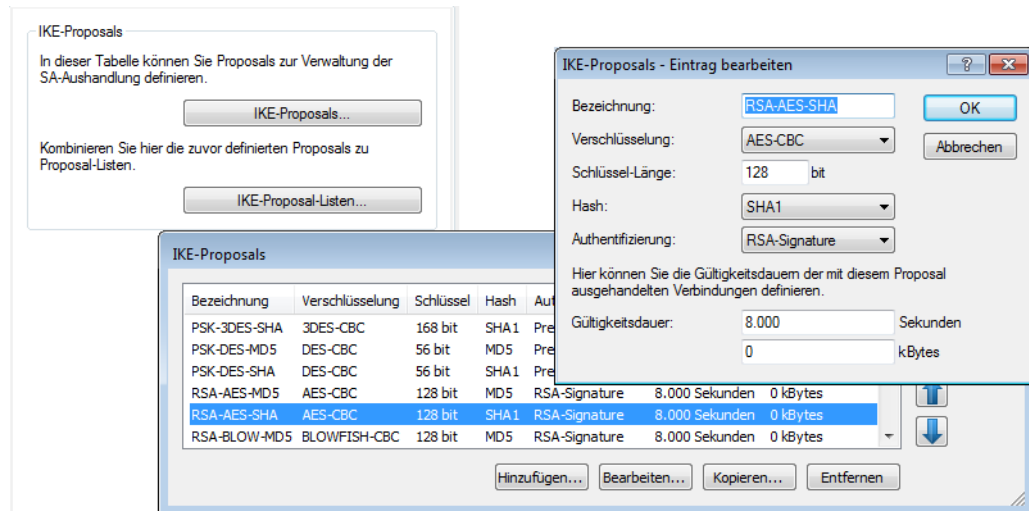 IKE-Proposals
In dieser Tabelle können Sie Proposals zur Verwaltung der
SA-Aushandlung definieren.
IKE-Proposals...
Kombinieren Sie hier die zuvor definierten Proposals zu
Proposal-Listen.
IKE-Proposal-Listen...
IKE-Proposals - Eintrag bearbeiten
Bezeichnung: RSA-AES-SHA OK
Verschlüsselung: AES-CBC Abbrechen
Schlüssel-Länge: 128 bit
Hash: SHA1
Authentifizierung: RSA-Signature
Hier können Sie die Gültigkeitsdauern der mit diesem Proposal
ausgehandelten Verbindungen definieren.
Gültigkeitsdauer: 8.000 Sekunden
0 kBytes
IKE-Proposals
Bezeichnung Verschlüsselung Schlüssel Hash Aut
PSK-3DES-SHA 3DES-CBC 168 bit SHA1 Pre
PSK-DES-MD5 DES-CBC 56 bit MD5 Pre
PSK-DES-SHA DES-CBC 56 bit SHA1 Pre
RSA-AES-MD5 AES-CBC 128 bit MD5 RSA-Signature 8.000 Sekunden 0 kBytes
RSA-AES-SHA AES-CBC 128 bit SHA1 RSA-Signature 8.000 Sekunden 0 kBytes
RSA-BLOW-MD5 BLOWFISH-CBC 128 bit MD5 RSA-Signature 8.000 Sekunden 0 kBytes
Hinzufügen... Bearbeiten... Kopieren... Entfernen